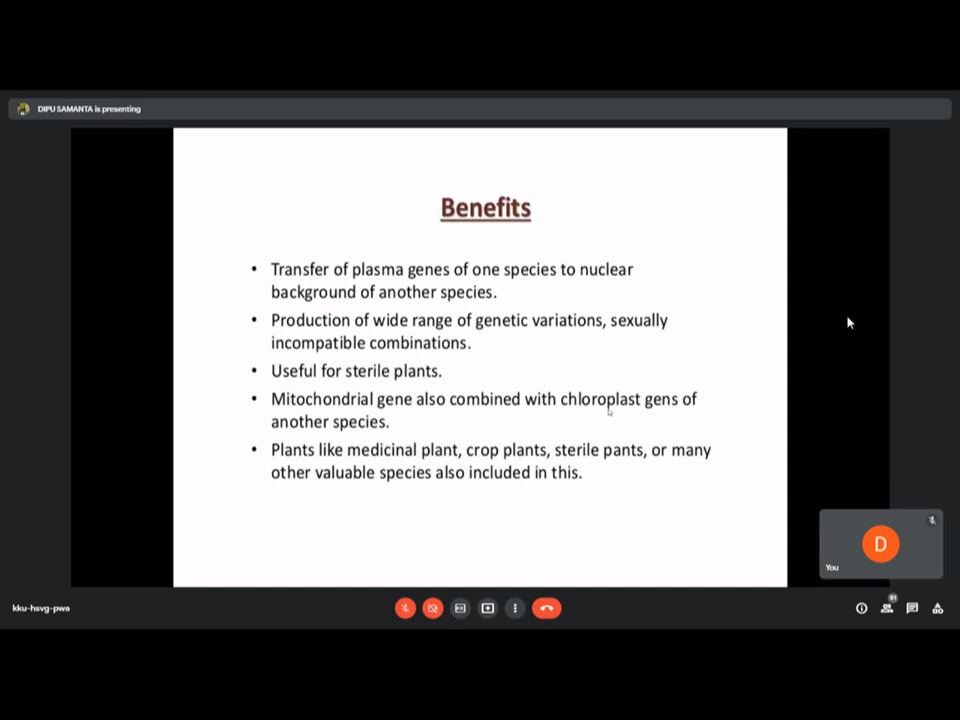 DIPU SAMANTA is presenting
Benefits
• Transfer of plasma genes of one species to nuclear
background of another species.
• Production of wide range of genetic variations, sexually
incompatible combinations.
• Useful for sterile plants.
• Mitochondrial gene also combined with chloroplast gens of
another species.
• Plants like medicinal plant, crop plants, sterile pants, or many
other valuable species also included in this.
D
You
kku-hsvg-pwa
81